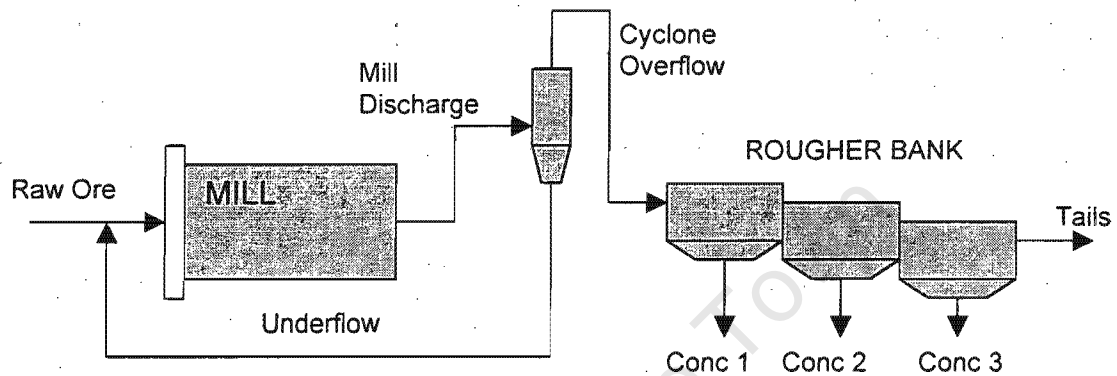 Cyclone
Overflow
Mill
Discharge
ROUGHER BANK
Raw Ore
MILL
Tails
Underflow
Conc 1
Conc 2
Conc 3